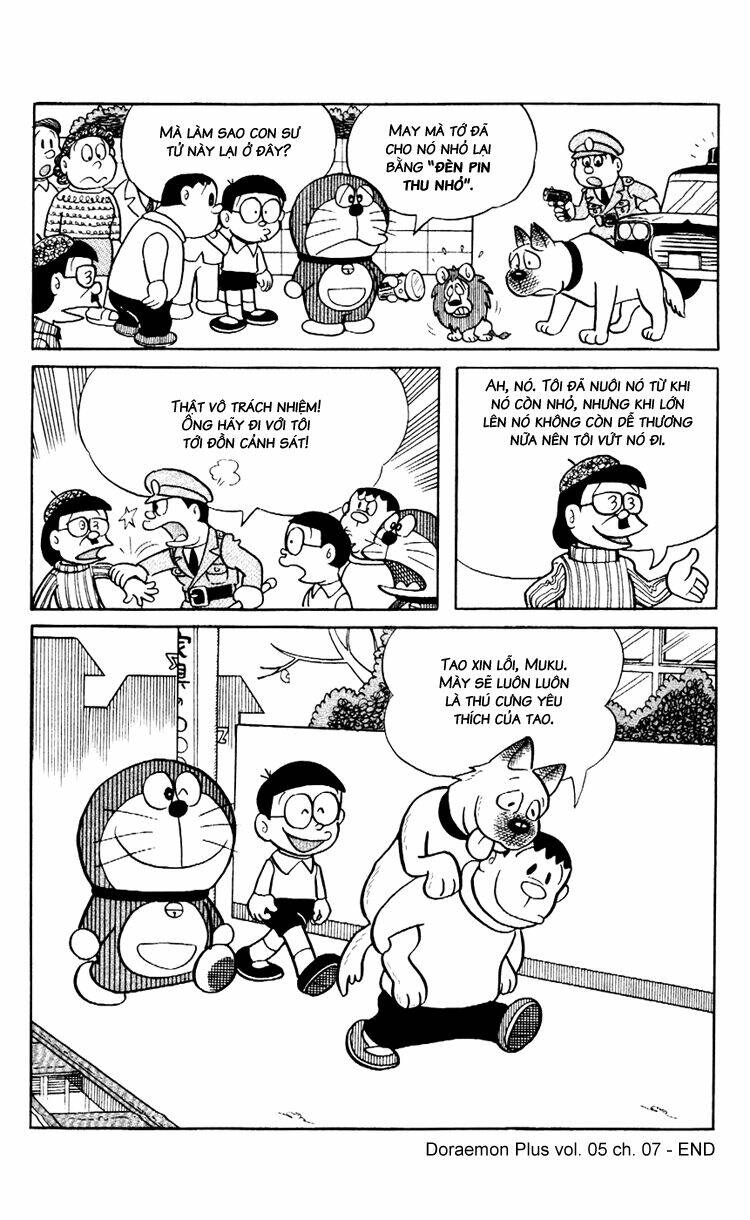 MÀ LÀM SAO CON SƯ
TỬ NÀY LẠI Ở ĐÂY?
MAY MÀ TỚ ĐÃ
CHO NÓ NHỎ LẠI
BẰNG “ĐÈN PIN
THU NHỎ”.
THẬT VÔ TRÁCH NHIỆM!
ÔNG HÃY ĐI VỚI TÔI
TỚI ĐỒN CẢNH SÁT!
AH, NÓ. TÔI ĐÃ NUÔI NÓ TỪ KHI
NÓ CÒN NHỎ, NHƯNG KHI LỚN
LÊN NÓ KHÔNG CÒN DỄ THƯƠNG
NỮA NÊN TÔI VỨT NÓ ĐI.
TAO XIN LỖI, MUKU.
MÀY SẼ LUÔN LUÔN
LÀ THÚ CƯNG YÊU
THÍCH CỦA TAO.
Doraemon Plus vol. 05 ch. 07 - END